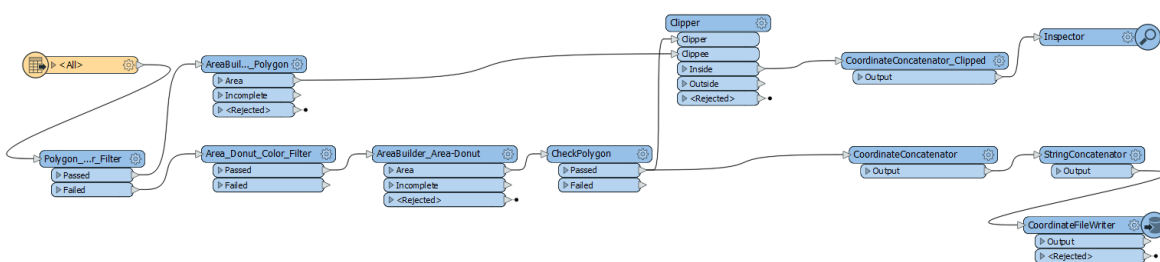 <All>
Polygon_...r_Filter
Passed
Failed
AreaBuil..._Polygon
Area
Incomplete
<Rejected>
Area_Donut_Color_Filter
Passed
Failed
AreaBuilder_Area-Donut
Area
Incomplete
<Rejected>
CheckPolygon
Passed
Failed
Clipper
Clipper
Clippee
Inside
Outside
<Rejected>
CoordinateConcatenator_Clipped
Output
Inspector
CoordinateConcatenator
Output
StringConcatenator
Output
CoordinateFileWriter
Output
<Rejected>